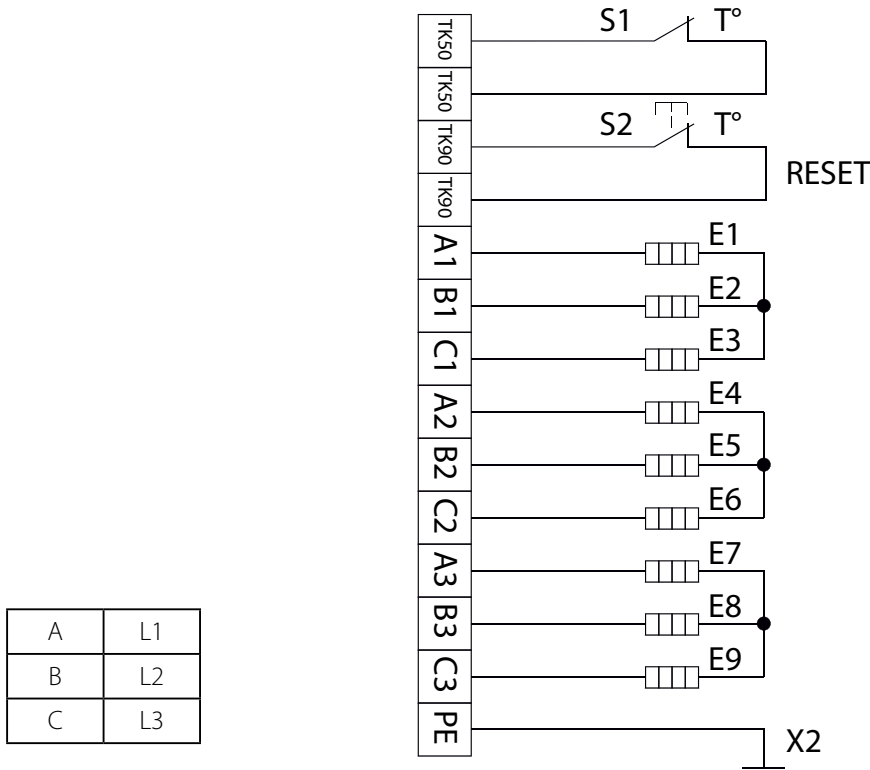 TK50
S1
T°
TK50
TK90
S2
T°
TK90
RESET
A1
E1
B1
E2
C1
E3
A2
E4
B2
E5
C2
E6
A3
E7
B3
E8
C3
E9
PE
X2
A L1
B L2
C L3